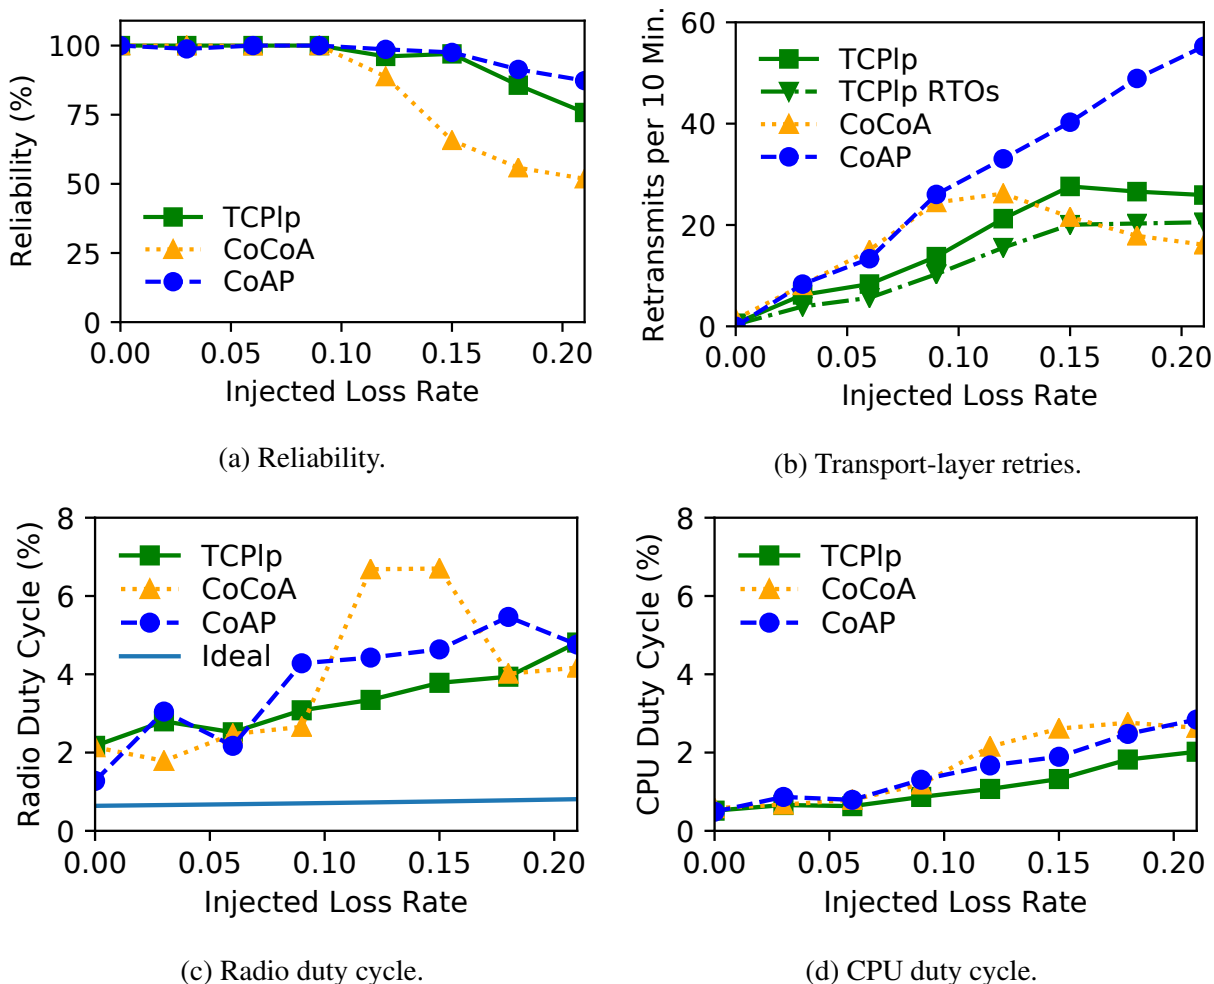 100
75
50
25
0
Reliability (%)
TCPlp
CoCoA
CoAP
0.00 0.05 0.10 0.15 0.20
Injected Loss Rate
(a) Reliability.
60
40
20
0
Retransmits per 10 Min.
TCPlp
TCPlp RTOs
CoCoA
CoAP
0.00 0.05 0.10 0.15 0.20
Injected Loss Rate
(b) Transport-layer retries.
8
6
4
2
0
Radio Duty Cycle (%)
TCPlp
CoCoA
CoAP
Ideal
0.00 0.05 0.10 0.15 0.20
Injected Loss Rate
(c) Radio duty cycle.
8
6
4
2
0
CPU Duty Cycle (%)
TCPlp
CoCoA
CoAP
0.00 0.05 0.10 0.15 0.20
Injected Loss Rate
(d) CPU duty cycle.